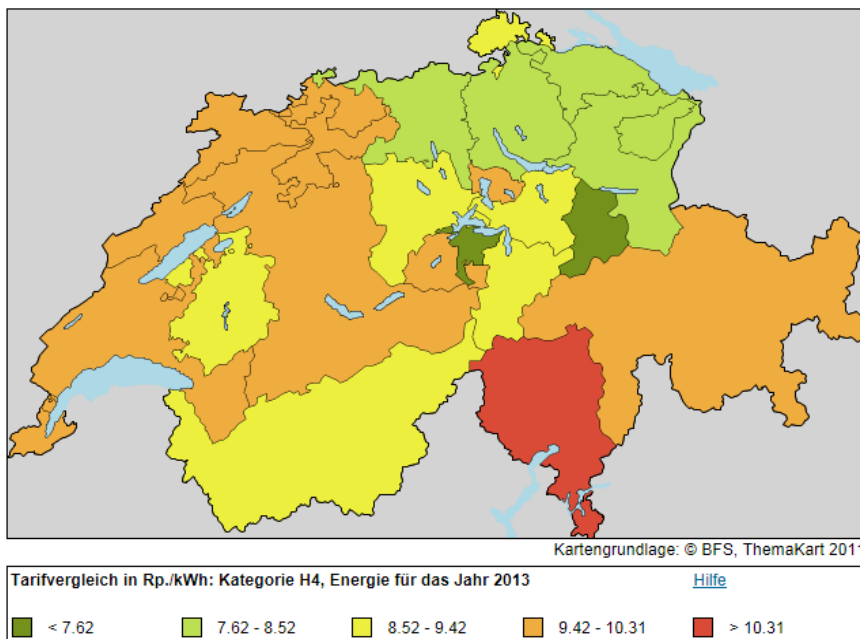 Kartengrundlage: © BFS, ThemaKart 2011
Tarifvergleich in Rp./kWh: Kategorie H4, Energie für das Jahr 2013 Hilfe
< 7.62 7.62 - 8.52 8.52 - 9.42 9.42 - 10.31 > 10.31